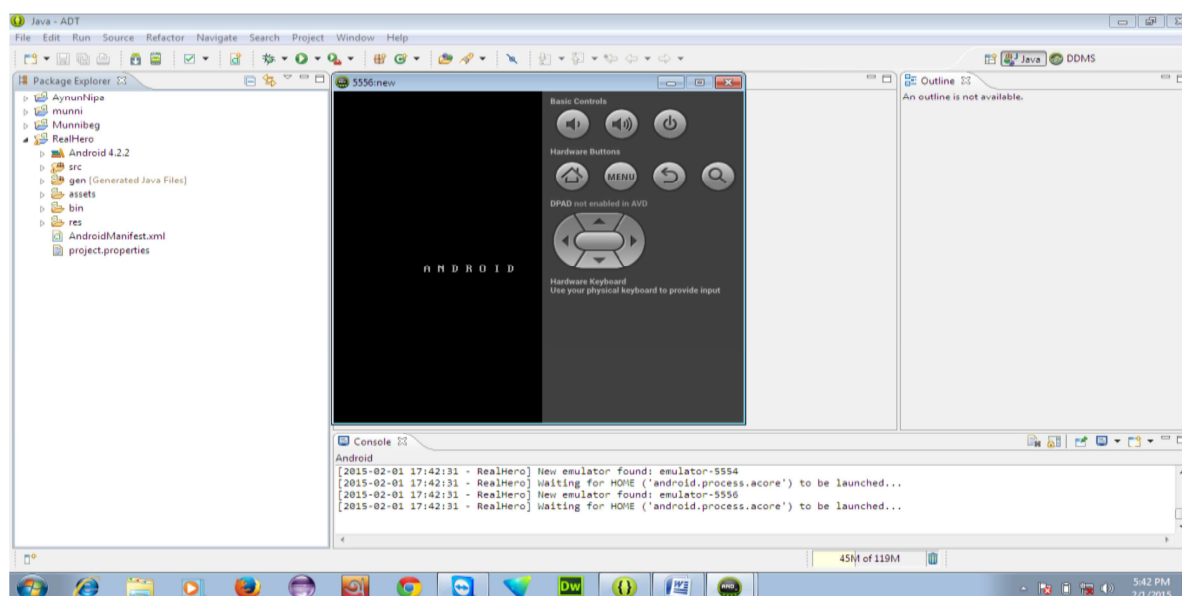 Java - ADT
File Edit Run Source Refactor Navigate Search Project Window Help
Java DDMS
Package Explorer
AynunNipa
munni
Munnibeg
RealHero
Android 4.2.2
src
gen [Generated Java Files]
assets
bin
res
AndroidManifest.xml
project.properties
5556:new
ANDROID
Basic Controls
Hardware Buttons
MENU
DPAD not enabled in AVD
Hardware Keyboard
Use your physical keyboard to provide input
Outline
An outline is not available.
Console
Android
[2015-02-01 17:42:31 - RealHero] New emulator found: emulator-5554
[2015-02-01 17:42:31 - RealHero] Waiting for HOME ('android.process.acore') to be launched...
[2015-02-01 17:42:31 - RealHero] New emulator found: emulator-5556
[2015-02-01 17:42:31 - RealHero] Waiting for HOME ('android.process.acore') to be launched...
45M of 119M
Dw
5:42 PM
2/1/2015